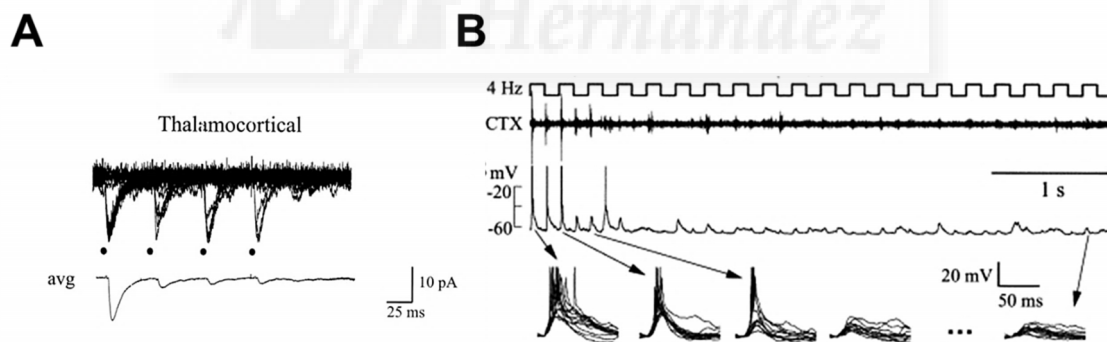 A
B
Hernandez
Thalamocortical
avg
10 pA
25 ms
4 Hz
CTX
mV
-20
-60
1 s
20 mV
50 ms